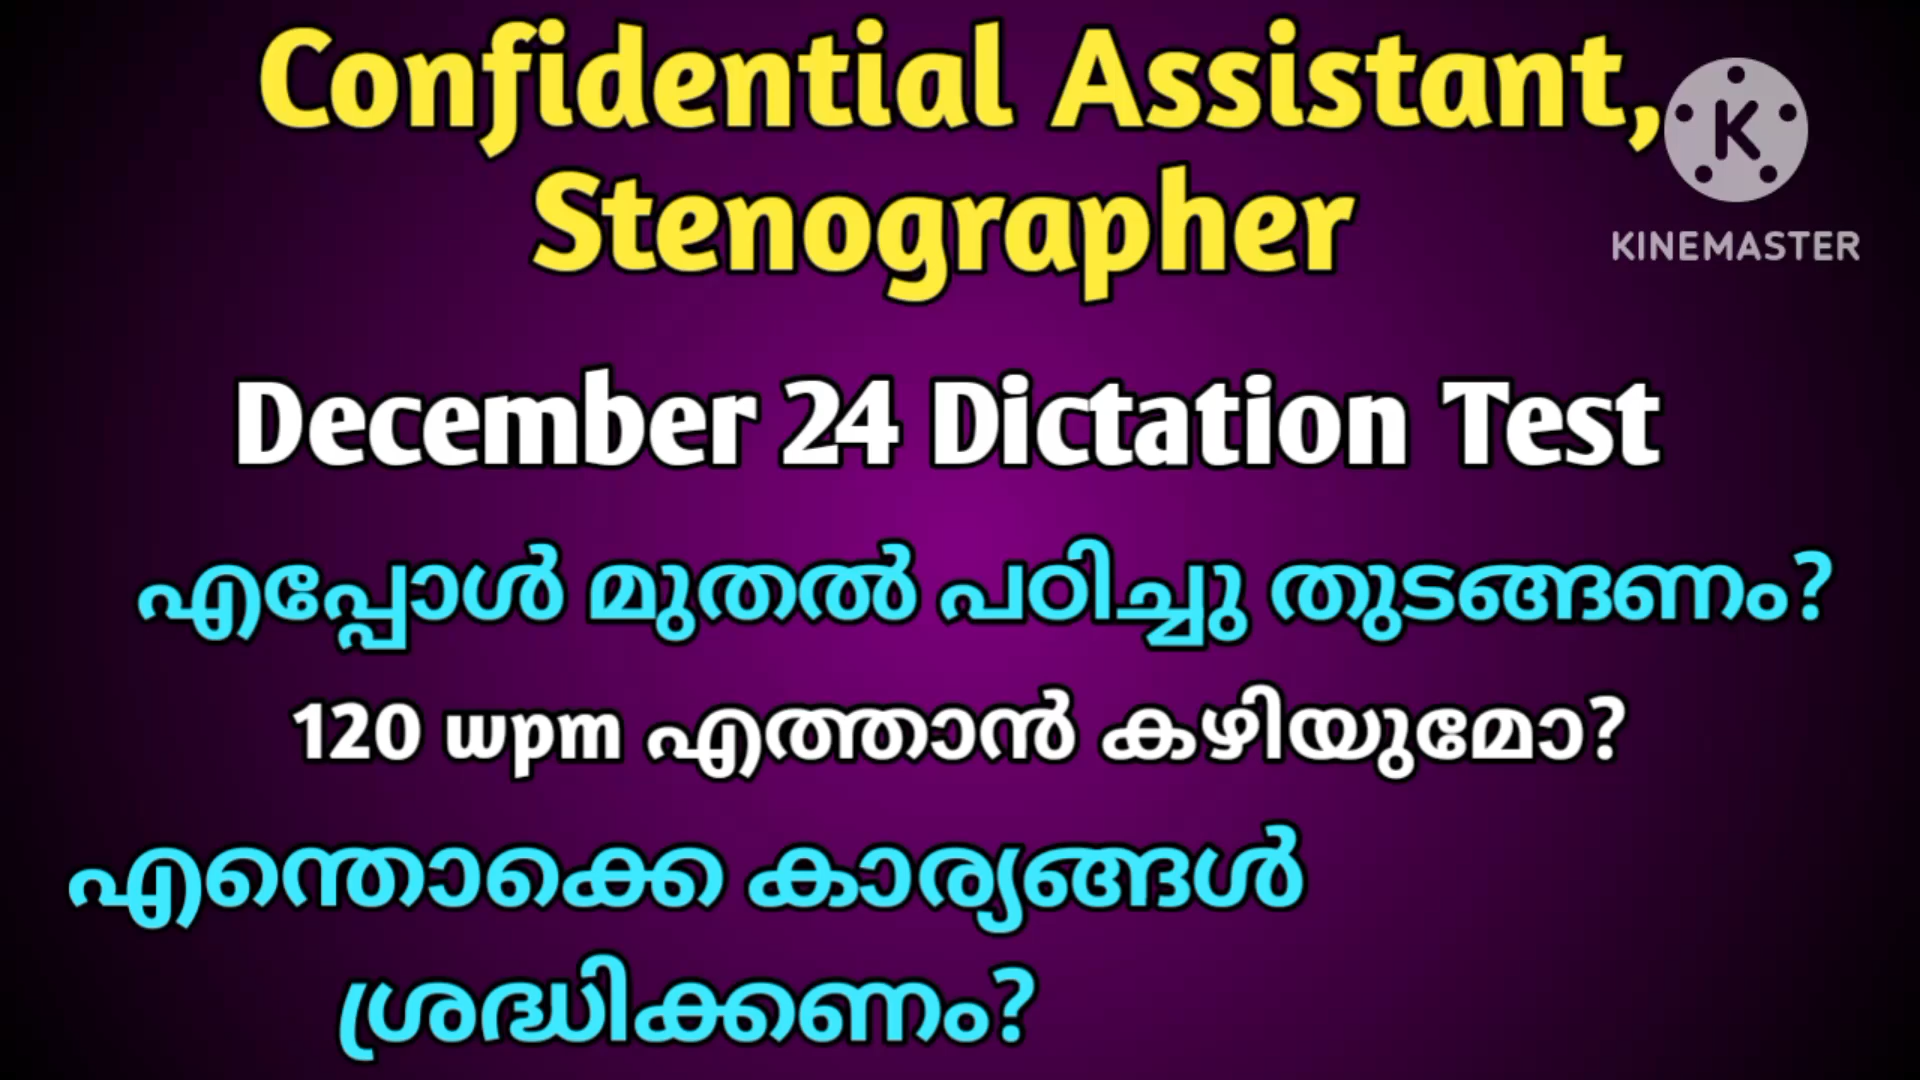 Confidential Assistant,
Stenographer
KINEMASTER
December 24 Dictation Test
എപ്പോൾ മുതൽ പഠിച്ചു തുടങ്ങണം?
120 wpm എത്താൻ കഴിയുമോ?
എന്തൊക്കെ കാര്യങ്ങൾ
ശ്രദ്ധിക്കണം?